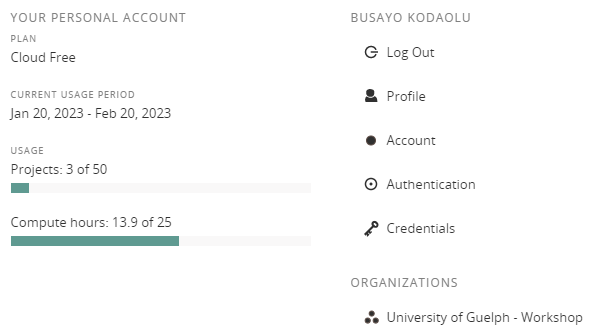 YOUR PERSONAL ACCOUNT
PLAN
Cloud Free
CURRENT USAGE PERIOD
Jan 20, 2023 - Feb 20, 2023
USAGE
Projects: 3 of 50
Compute hours: 13.9 of 25
BUSAYO KODAOLU
Log Out
Profile
Account
Authentication
Credentials
ORGANIZATIONS
University of Guelph - Workshop